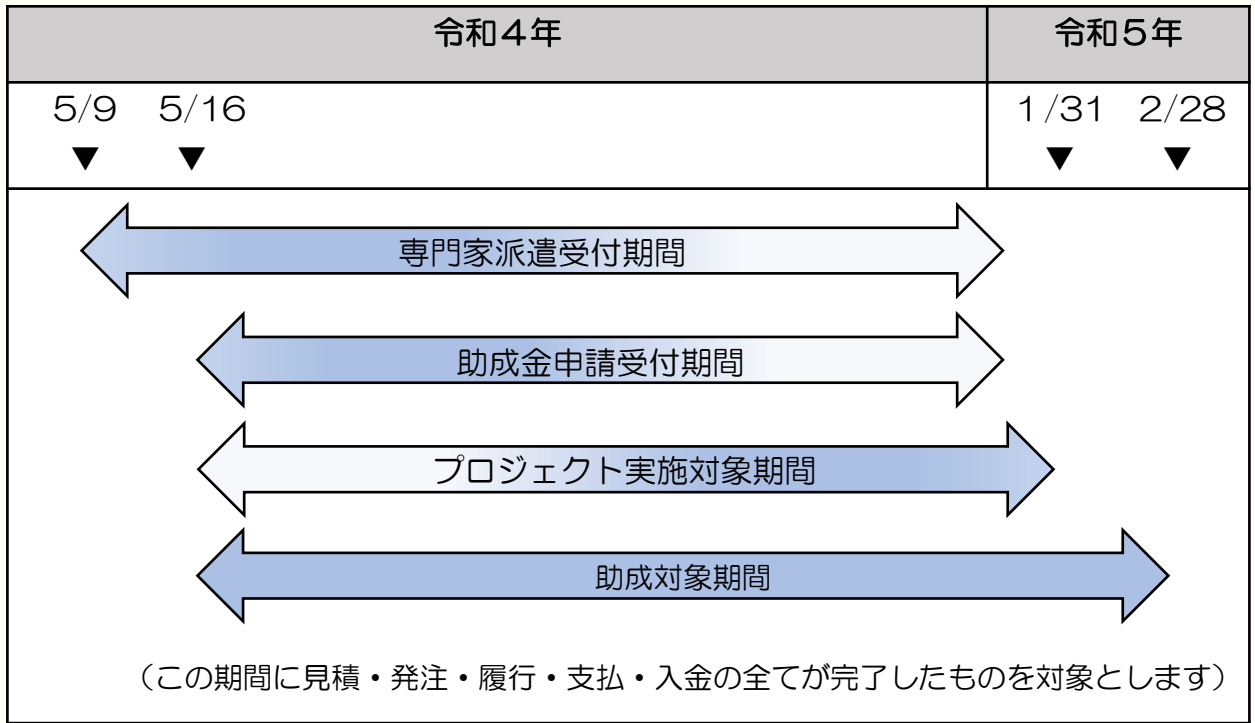 令和４年 令和５年
5/9 5/16 1/31 2/28
▼ ▼ ▼ ▼
専門家派遣受付期間
助成金申請受付期間
プロジェクト実施対象期間
助成対象期間
（この期間に見積・発注・履行・支払・入金の全てが完了したものを対象とします）